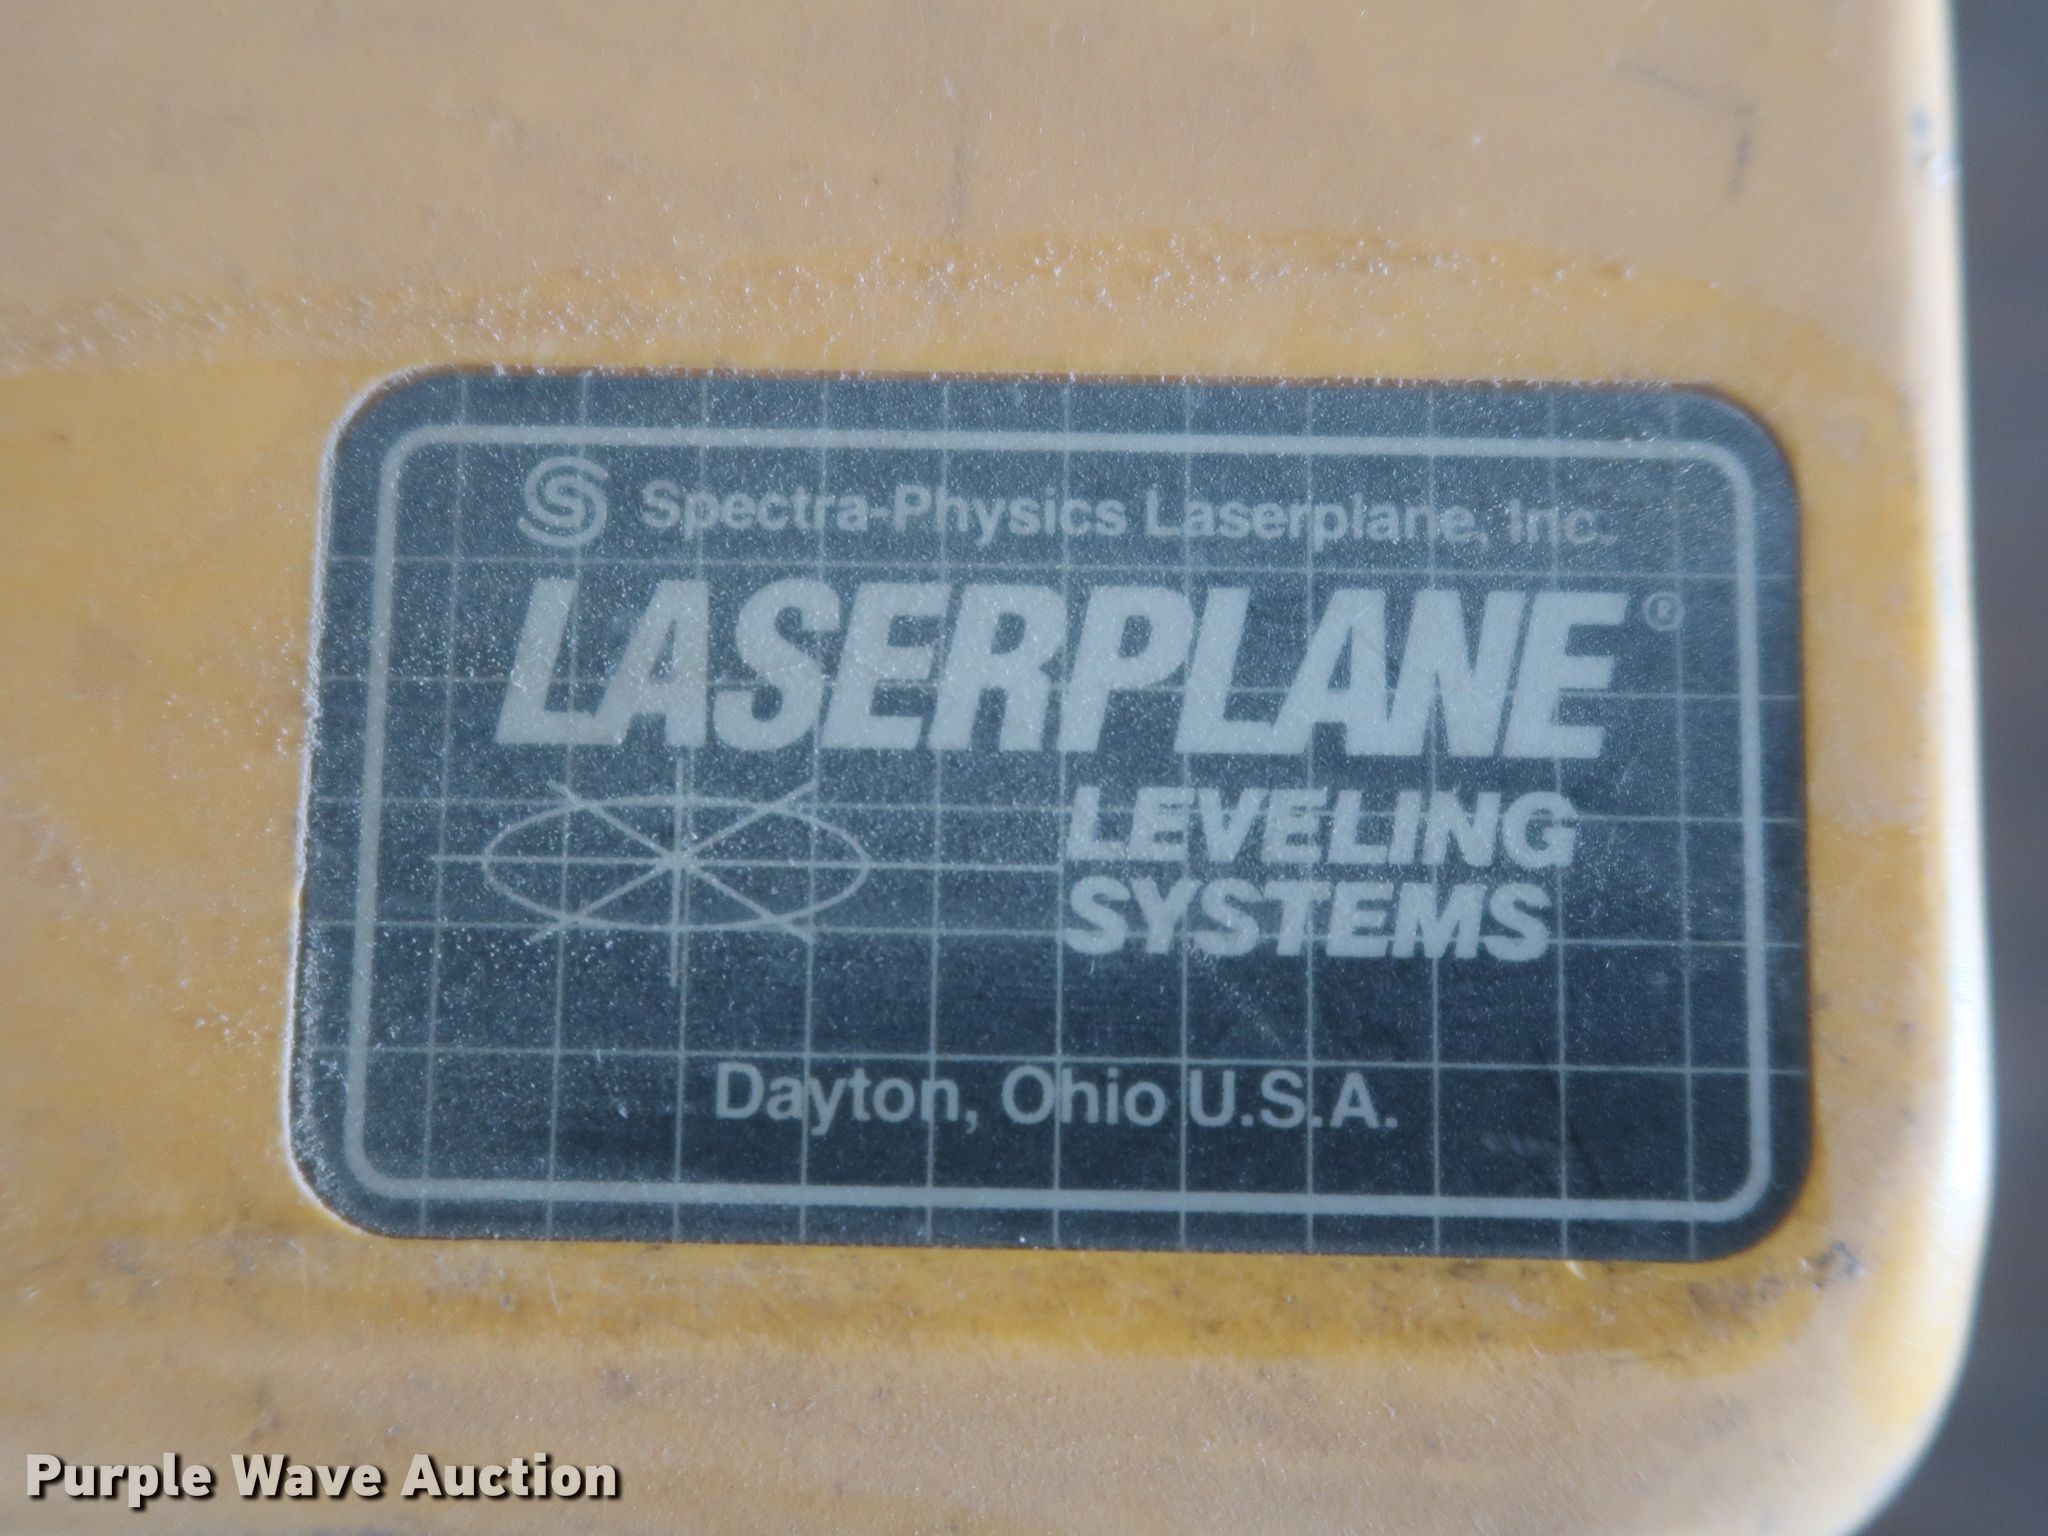 Spectra-Physics Laserplane, Inc.
LASERPLANE®
LEVELING
SYSTEMS
Dayton, Ohio U.S.A.
Purple Wave Auction